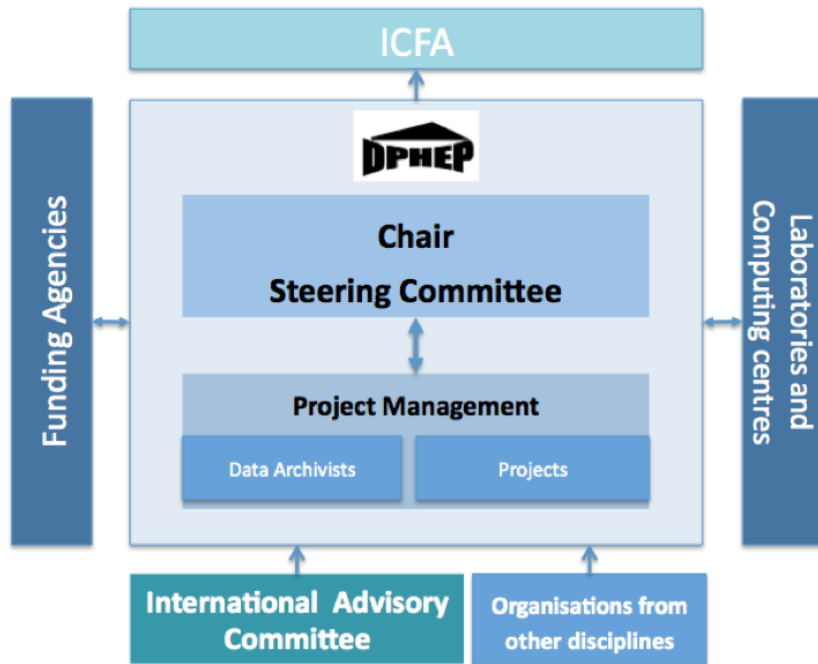 ICFA
DPHEP
Funding Agencies
Chair
Steering Committee
Project Management
Data Archivists
Projects
Laboratories and
Computing centres
International Advisory
Committee
Organisations from
other disciplines